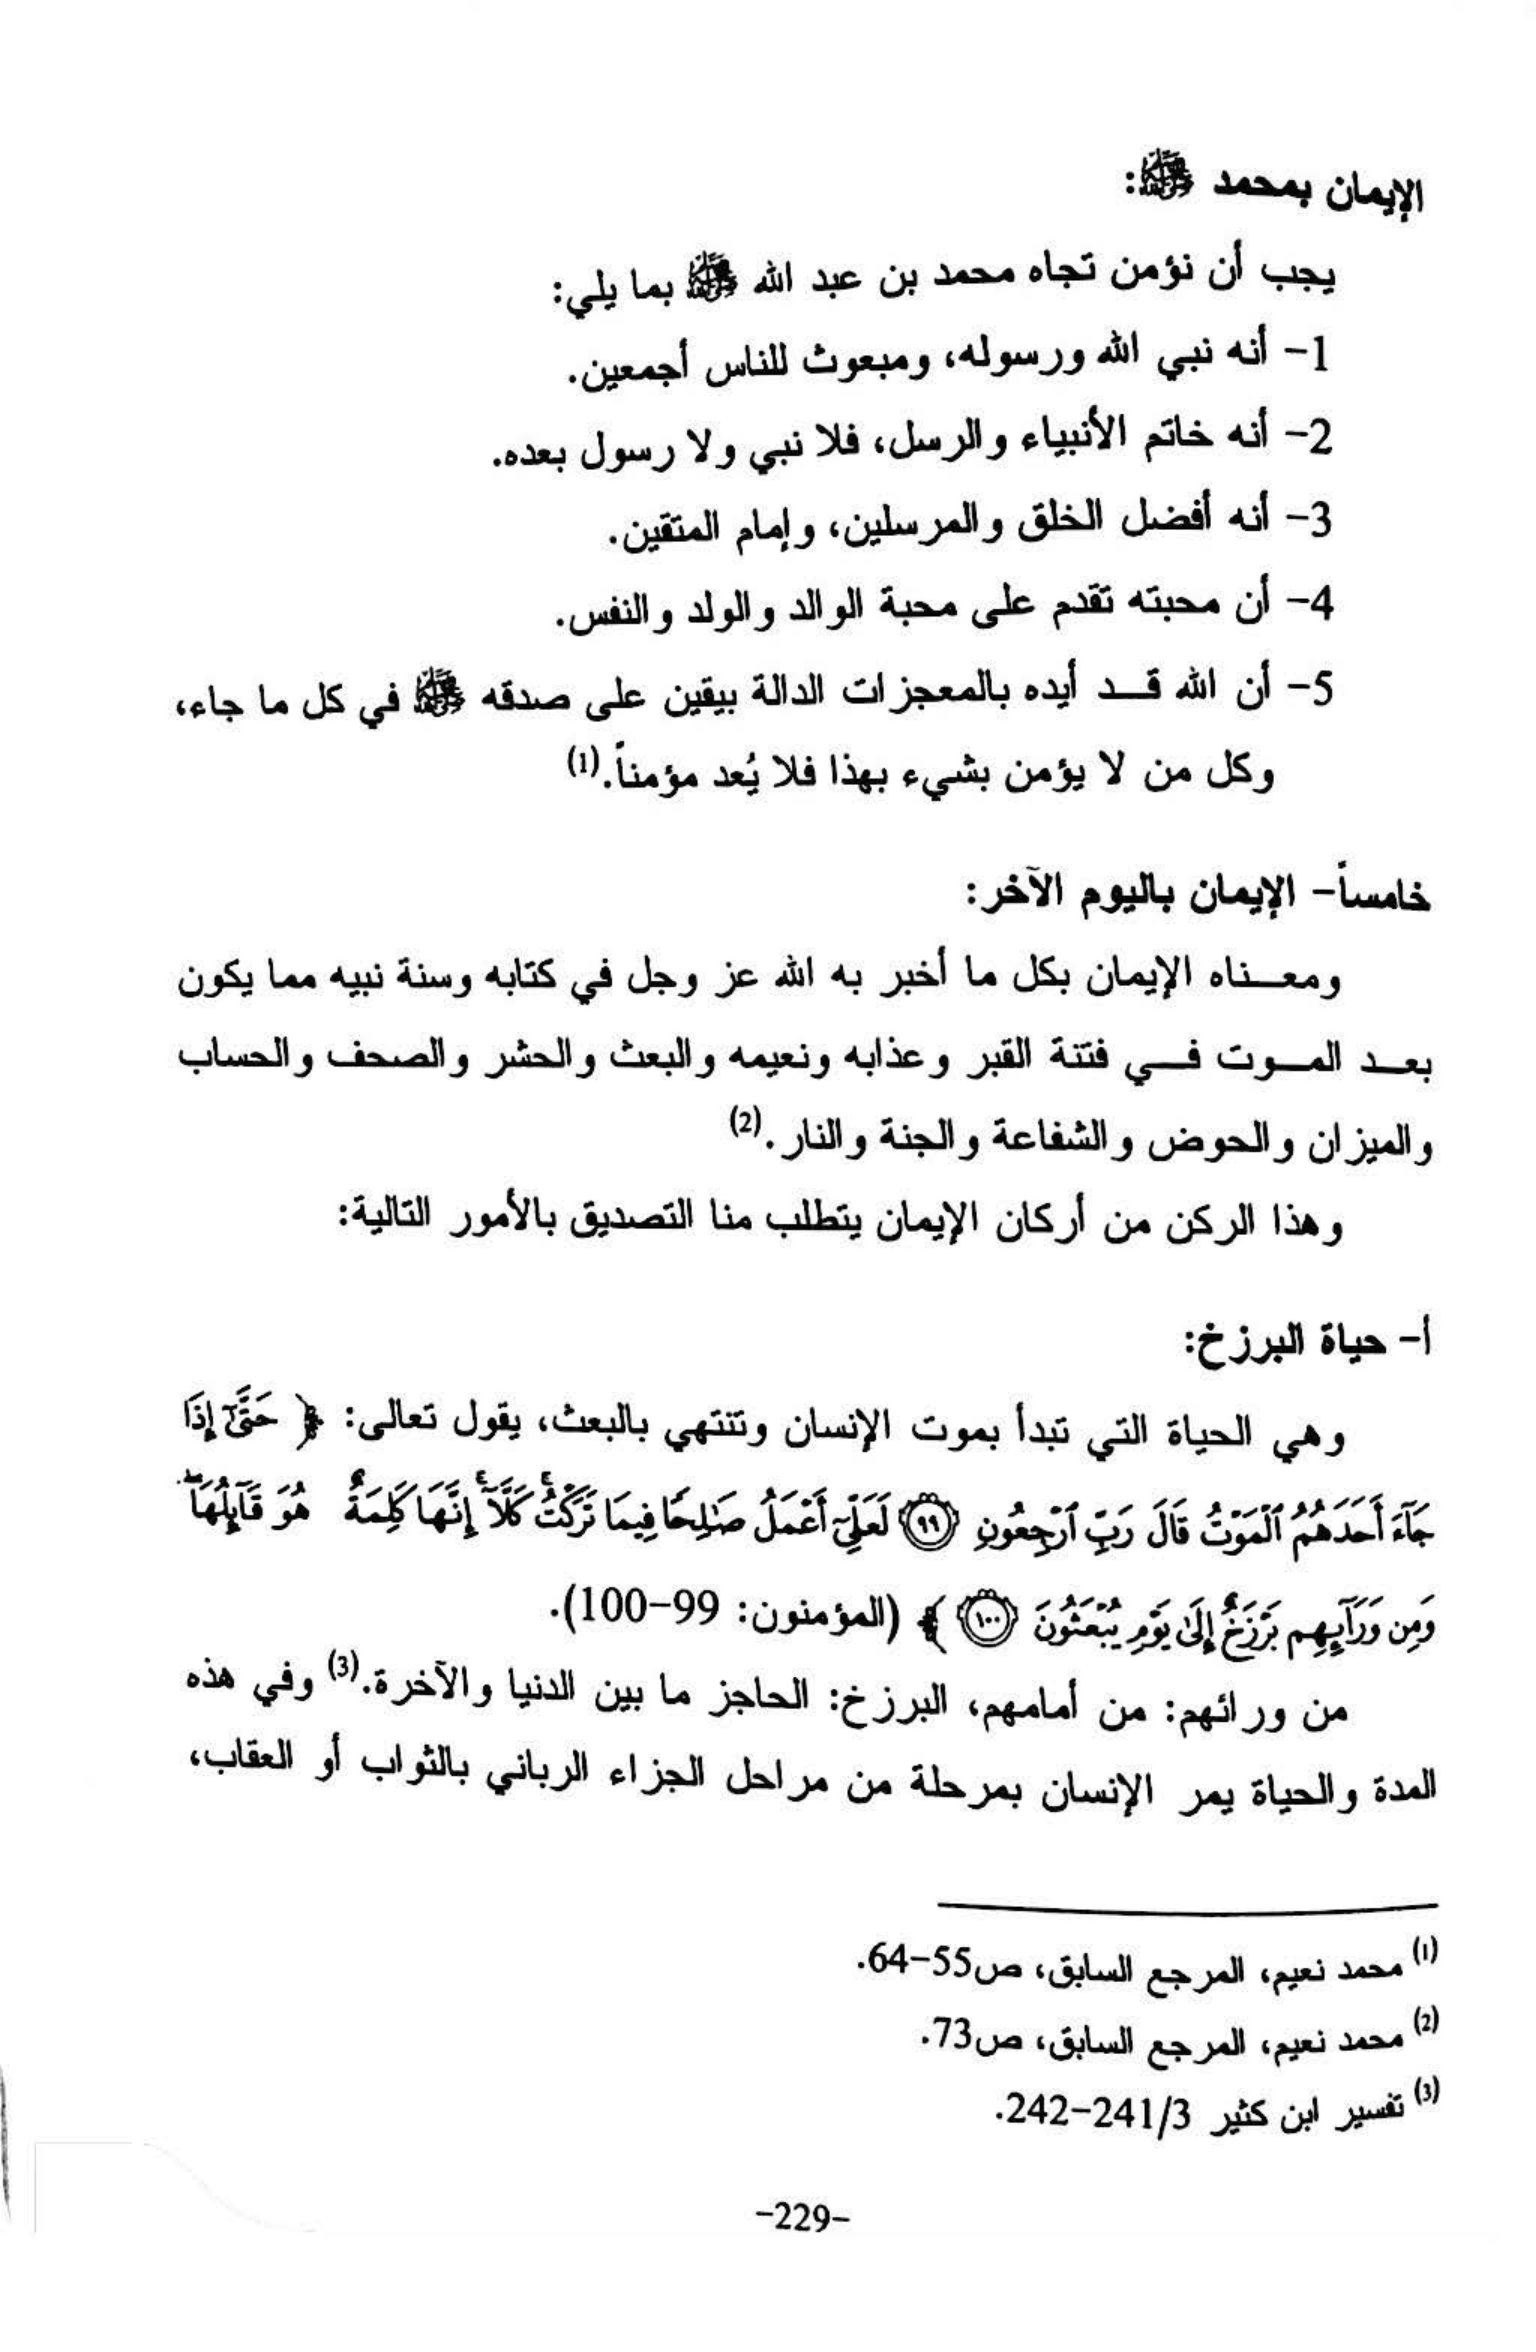 الإيمان بمحمد ﷺ:
يجب أن نؤمن تجاه محمد بن عبد الله ﷺ بما يلي:
1- أنه نبي الله ورسوله، ومبعوث للناس أجمعين.
2- أنه خاتم الأنبياء والرسل، فلا نبي ولا رسول بعده.
3- أنه أفضل الخلق والمرسلين، وإمام المتقين.
4- أن محبته تقدم على محبة الوالد والولد والنفس.
5- أن الله قد أيده بالمعجزات الدالة بيقين على صدقه ﷺ في كل ما جاء،
وكل من لا يؤمن بشيء بهذا فلا يُعد مؤمناً.(1)
خامساً- الإيمان باليوم الآخر:
ومعناه الإيمان بكل ما أخبر به الله عز وجل في كتابه وسنة نبيه مما يكون
بعد الموت في فتنة القبر وعذابه ونعيمه والبعث والحشر والصحف والحساب
والميزان والحوض والشفاعة والجنة والنار.(2)
وهذا الركن من أركان الإيمان يتطلب منا التصديق بالأمور التالية:
أ- حياة البرزخ:
وهي الحياة التي تبدأ بموت الإنسان وتنتهي بالبعث، يقول تعالى: ﴿ حَتَّىٰٓ إِذَا
جَآءَ أَحَدَهُمُ ٱلْمَوْتُ قَالَ رَبِّ ٱرْجِعُونِ ٩٩ لَعَلِّىٓ أَعْمَلُ صَٰلِحًا فِيمَا تَرَكْتُ ۚ كَلَّآ ۚ إِنَّهَا كَلِمَةٌ هُوَ قَآئِلُهَا ۖ
وَمِن وَرَآئِهِم بَرْزَخٌ إِلَىٰ يَوْمِ يُبْعَثُونَ ١٠٠ ﴾ (المؤمنون: 99-100).
من ورائهم: من أمامهم، البرزخ: الحاجز ما بين الدنيا والآخرة.(3) وفي هذه
المدة والحياة يمر الإنسان بمرحلة من مراحل الجزاء الرباني بالثواب أو العقاب،
(1) محمد نعيم، المرجع السابق، ص55-64.
(2) محمد نعيم، المرجع السابق، ص73.
(3) تفسير ابن كثير 241/3-242.
-229-